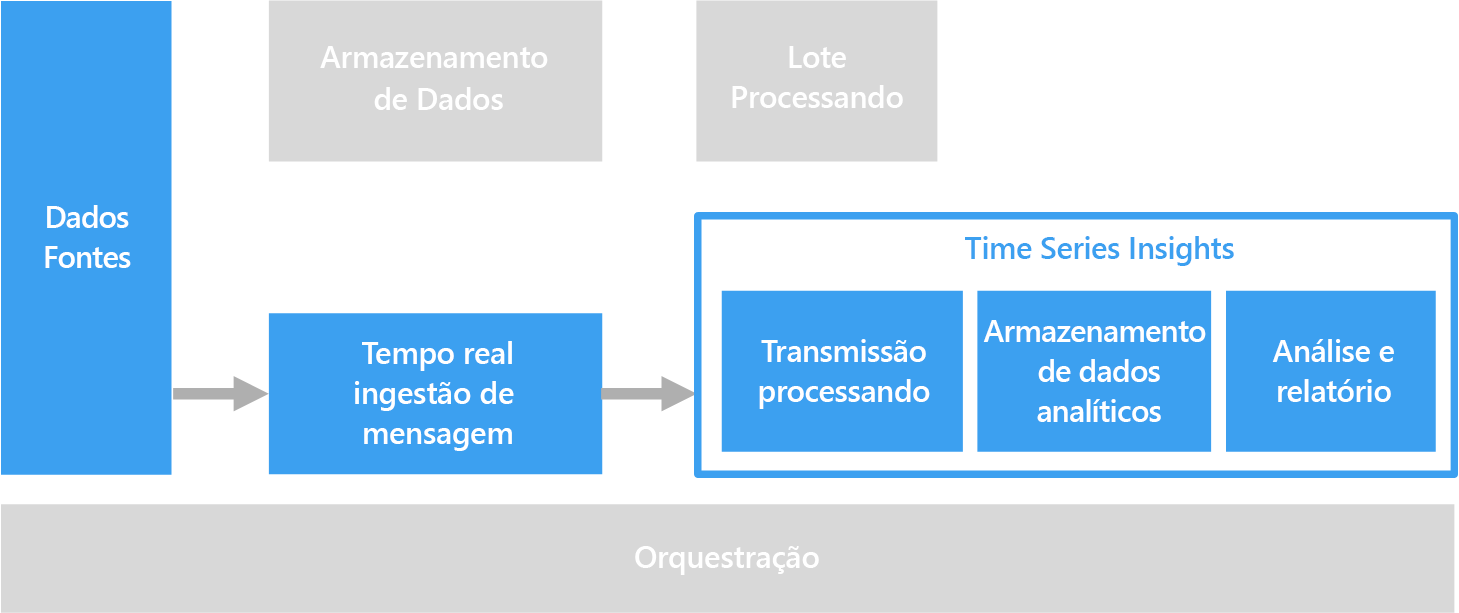 Armazenamento
de Dados
Lote
Processando
Dados
Fontes
Time Series Insights
Tempo real
ingestão de
mensagem
Transmissão
processando
Armazenamento
de dados
analíticos
Análise e
relatório
Orquestração